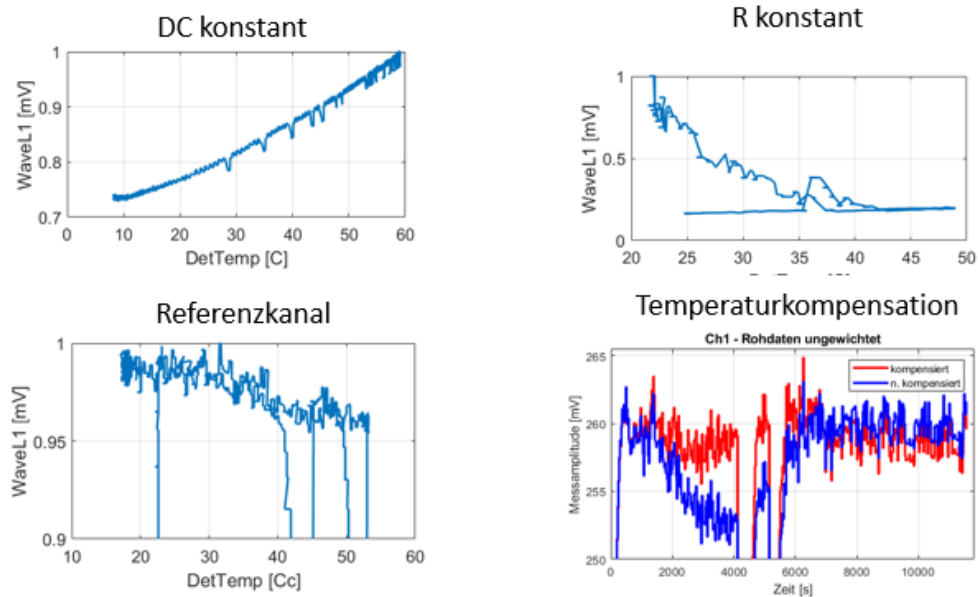 DC konstant
1
0.9
0.8
0.7
WaveL1 [mV]
0 10 20 30 40 50 60
DetTemp [C]
R konstant
1
0.5
0
WaveL1 [mV]
20 25 30 35 40 45 50
Referenzkanal
1
0.95
0.9
WaveL1 [mV]
10 20 30 40 50 60
DetTemp [Cc]
Temperaturkompensation
Ch1 - Rohdaten ungewichtet
265
260
255
250
Messamplitude [mV]
kompensiert
n. kompensiert
0 2000 4000 6000 8000 10000
Zeit [s]